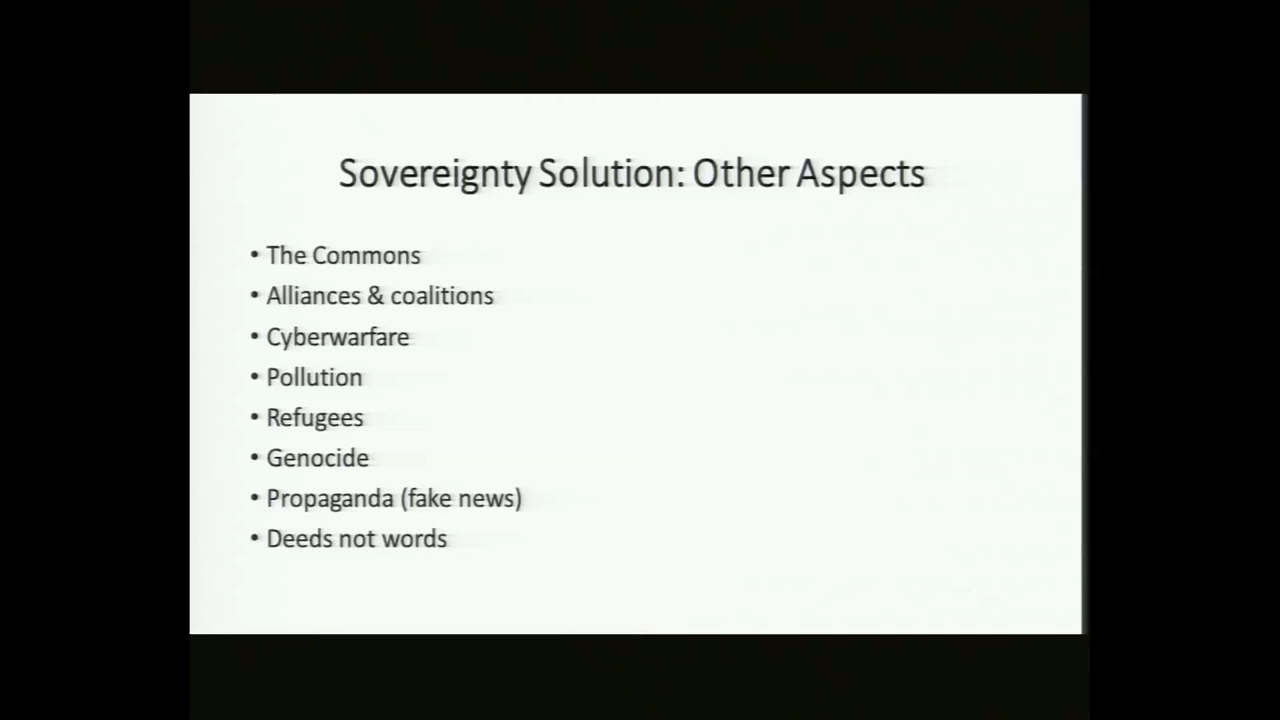 Sovereignty Solution: Other Aspects
• The Commons
• Alliances & coalitions
• Cyberwarfare
• Pollution
• Refugees
• Genocide
• Propaganda (fake news)
• Deeds not words